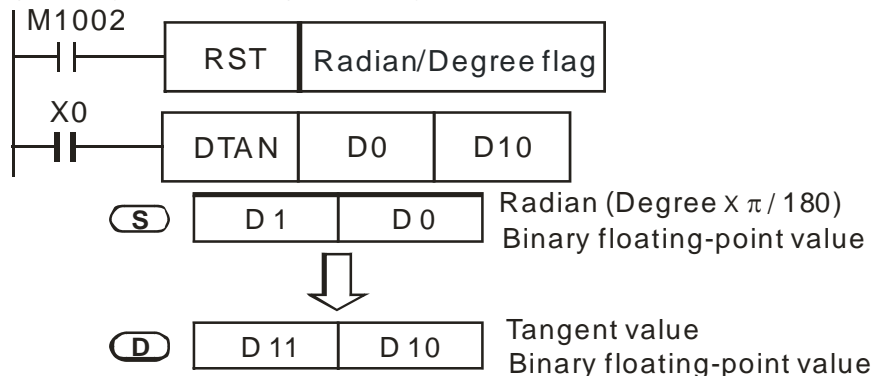 M1002
RST Radian/Degree flag
X0
DTAN D0 D10
S D 1 D 0 Radian (Degree x π / 180)
Binary floating-point value
D D 11 D 10 Tangent value
Binary floating-point value